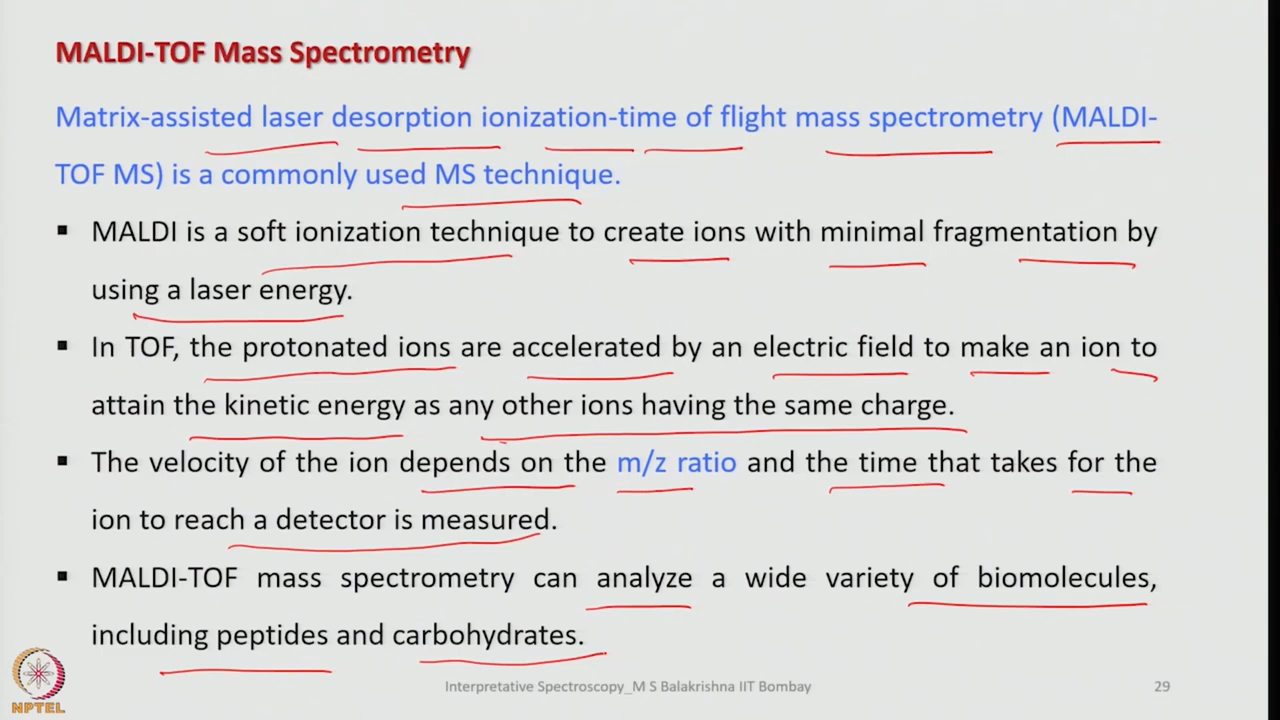 MALDI-TOF Mass Spectrometry
Matrix-assisted laser desorption ionization-time of flight mass spectrometry (MALDI-
TOF MS) is a commonly used MS technique.
▪ MALDI is a soft ionization technique to create ions with minimal fragmentation by
using a laser energy.
▪ In TOF, the protonated ions are accelerated by an electric field to make an ion to
attain the kinetic energy as any other ions having the same charge.
▪ The velocity of the ion depends on the m/z ratio and the time that takes for the
ion to reach a detector is measured.
▪ MALDI-TOF mass spectrometry can analyze a wide variety of biomolecules,
including peptides and carbohydrates.
Interpretative Spectroscopy_M S Balakrishna IIT Bombay
29
NPTEL